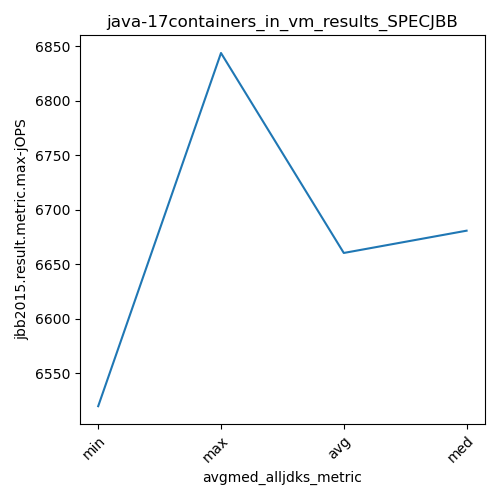 java-17containers_in_vm_results_SPECJBB
jbb2015.result.metric.max-jOPS
6850
6800
6750
6700
6650
6600
6550
min
max
avg
med
avgmed_alljdks_metric